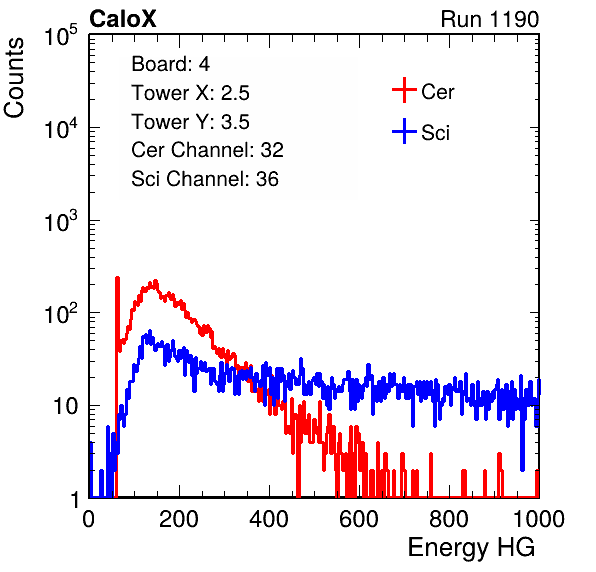 CaloX Run 1190
Counts
Board: 4
Tower X: 2.5
Tower Y: 3.5
Cer Channel: 32
Sci Channel: 36
Cer
Sci
10^5
10^4
10^3
10^2
10
1
0 200 400 600 800 1000
Energy HG